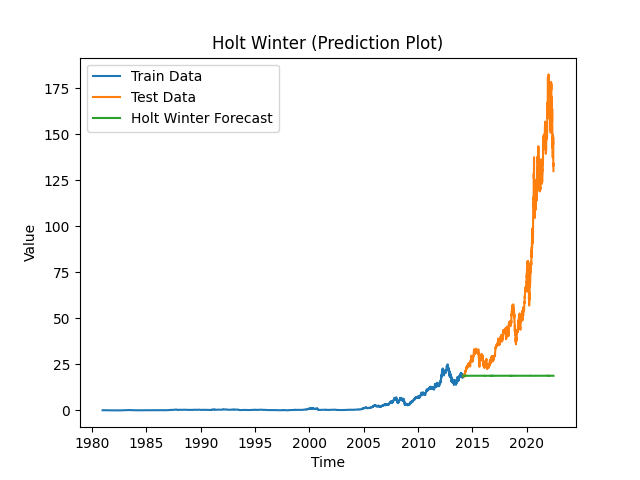 Holt Winter (Prediction Plot)
Train Data
Test Data
Holt Winter Forecast
175
150
125
100
75
50
25
0
Value
1980 1985 1990 1995 2000 2005 2010 2015 2020
Time